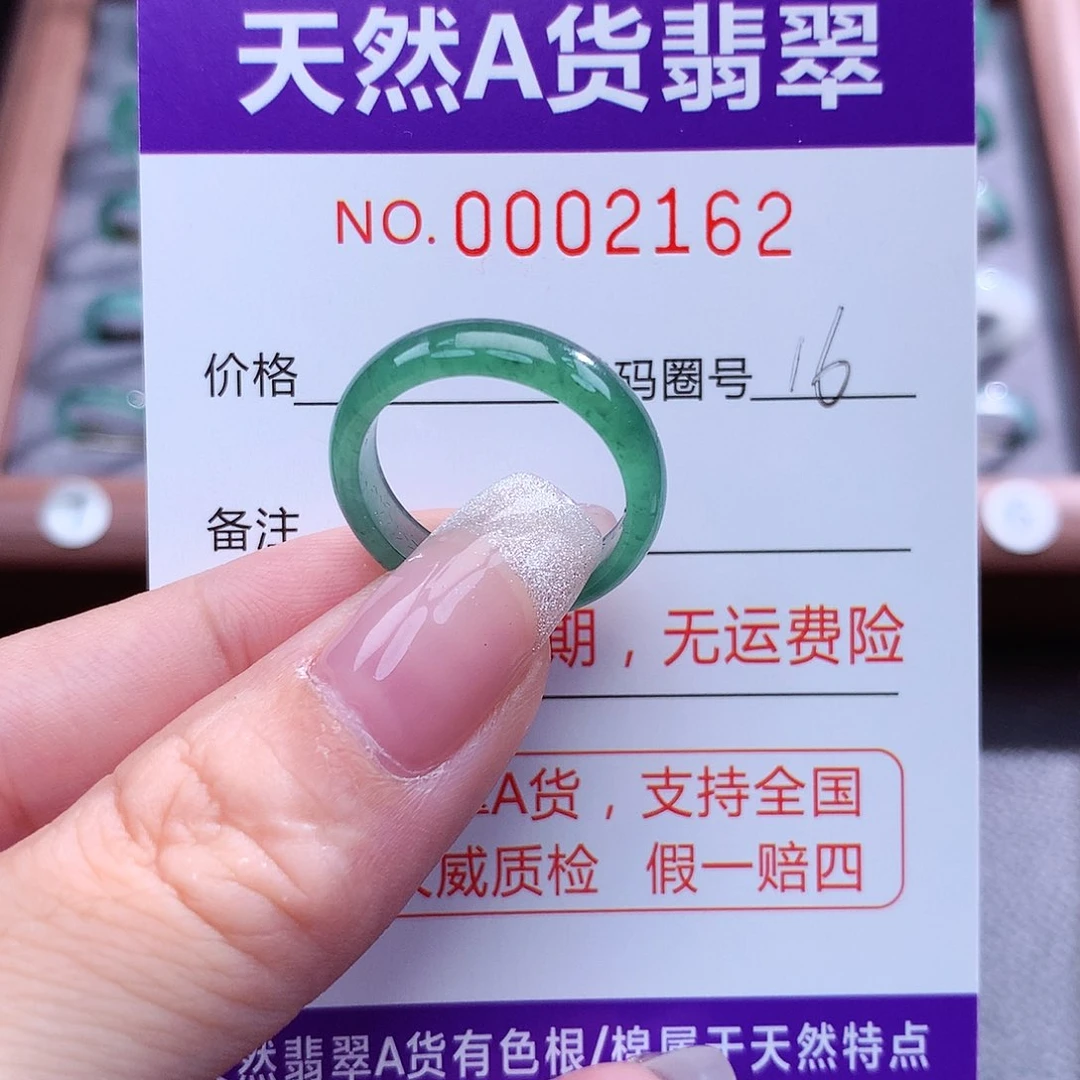 天然A货翡翠
NO. 0002162
价格
码圈号 16
备注
期，无运费险
A货，支持全国
威质检 假一赔四
然翡翠A货有色根/棉属于天然特点